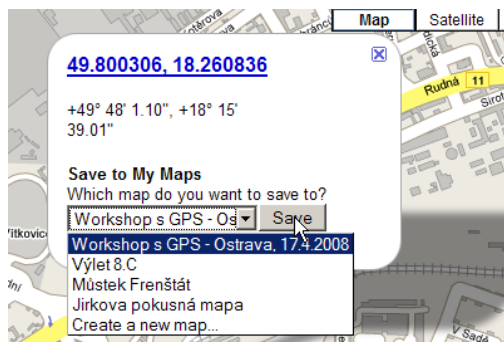 Map Satellite
49.800306, 18.260836
+49° 48' 1.10", +18° 15'
39.01"
Save to My Maps
Which map do you want to save to?
Workshop s GPS - Os Save
Workshop s GPS - Ostrava, 17.4.2008
Výlet 8.C
Můstek Frenštát
Jirkova pokusná mapa
Create a new map...
Rudná 11
Sirot
V Sadě